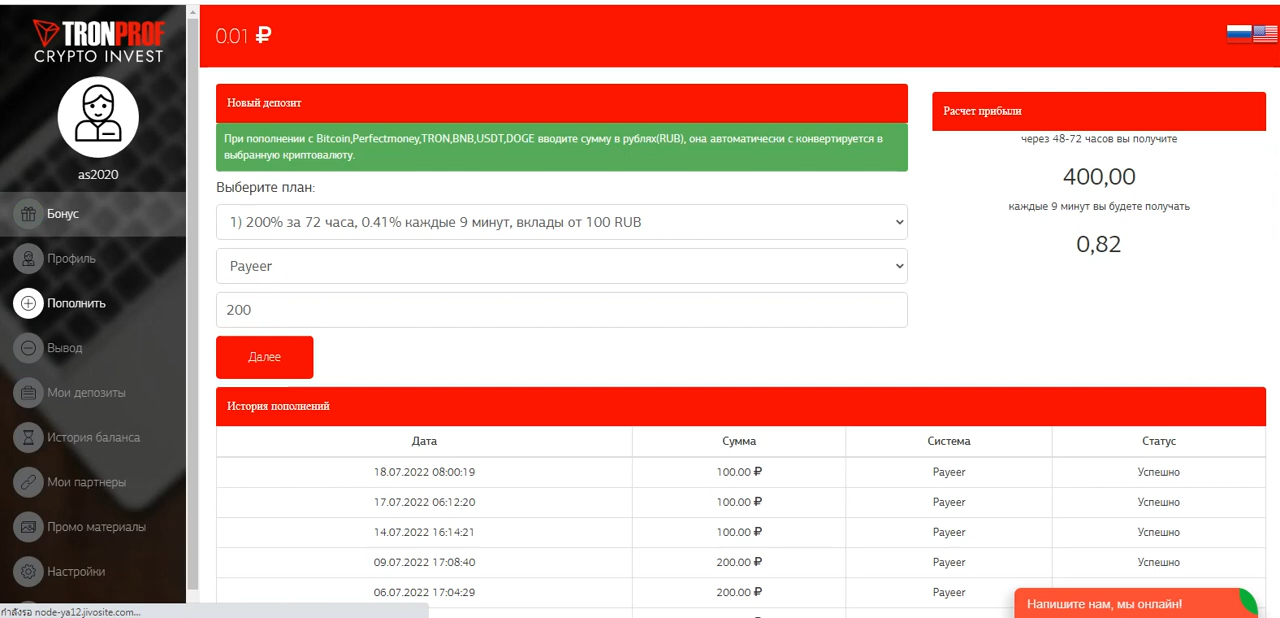 TRONPROF
CRYPTO INVEST
as2020
Бонус
Профиль
Пополнить
Вывод
Мои депозиты
История баланса
Мои партнеры
Промо материалы
Настройки
กำลังรอ node-ya12.jivosite.com...
0.01 ₽
Новый депозит
При пополнении с Bitcoin,Perfectmoney,TRON,BNB,USDT,DOGE вводите сумму в рублях(RUB), она автоматически с конвертируется в
выбранную криптовалюту.
Выберите план:
1) 200% за 72 часа, 0.41% каждые 9 минут, вклады от 100 RUB
Payeer
200
Далее
Расчет прибыли
через 48-72 часов вы получите
400,00
каждые 9 минут вы будете получать
0,82
История пополнений
Дата Сумма Система Статус
18.07.2022 08:00:19 100.00 ₽ Payeer Успешно
17.07.2022 06:12:20 100.00 ₽ Payeer Успешно
14.07.2022 16:14:21 100.00 ₽ Payeer Успешно
09.07.2022 17:08:40 200.00 ₽ Payeer Успешно
06.07.2022 17:04:29 200.00 ₽ Payeer
Напишите нам, мы онлайн!